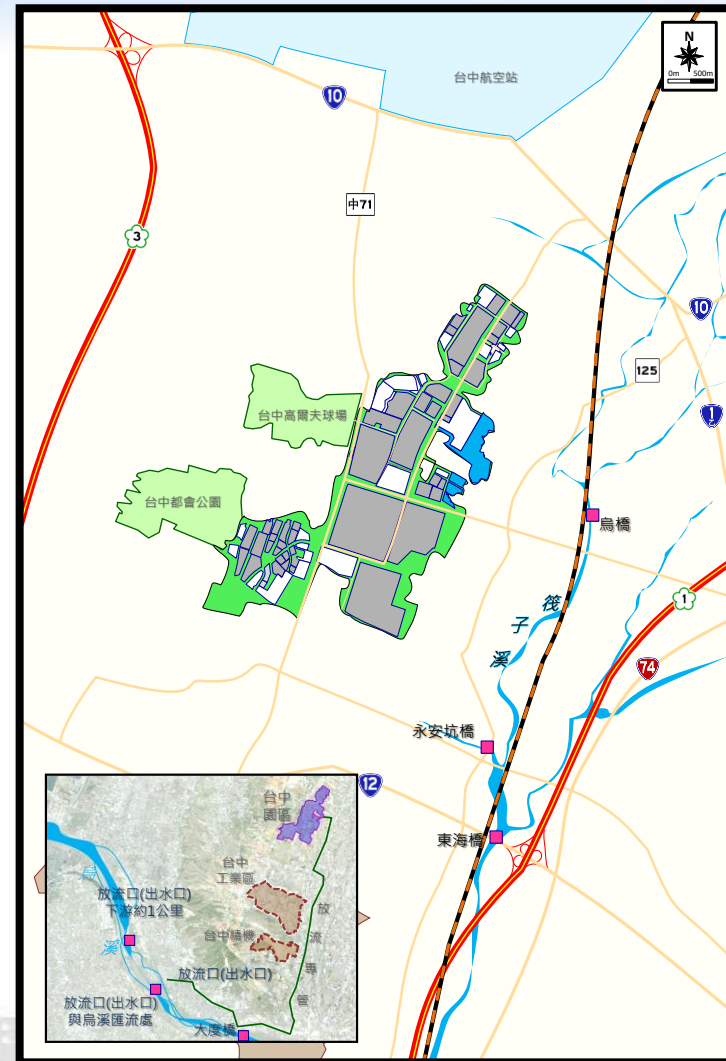 N
0m 500m
台中航空站
10
中71
3
10
125
1
乙
台中高爾夫球場
台中都會公園
烏橋
筏
子
溪
1
74
永安坑橋
12
東海橋
台中
園區
台中
工業區
烏
溪
放流口(出水口)
下游約1公里
台中精機
放
流
專
管
放流口(出水口)
放流口(出水口)
與烏溪匯流處
大度橋